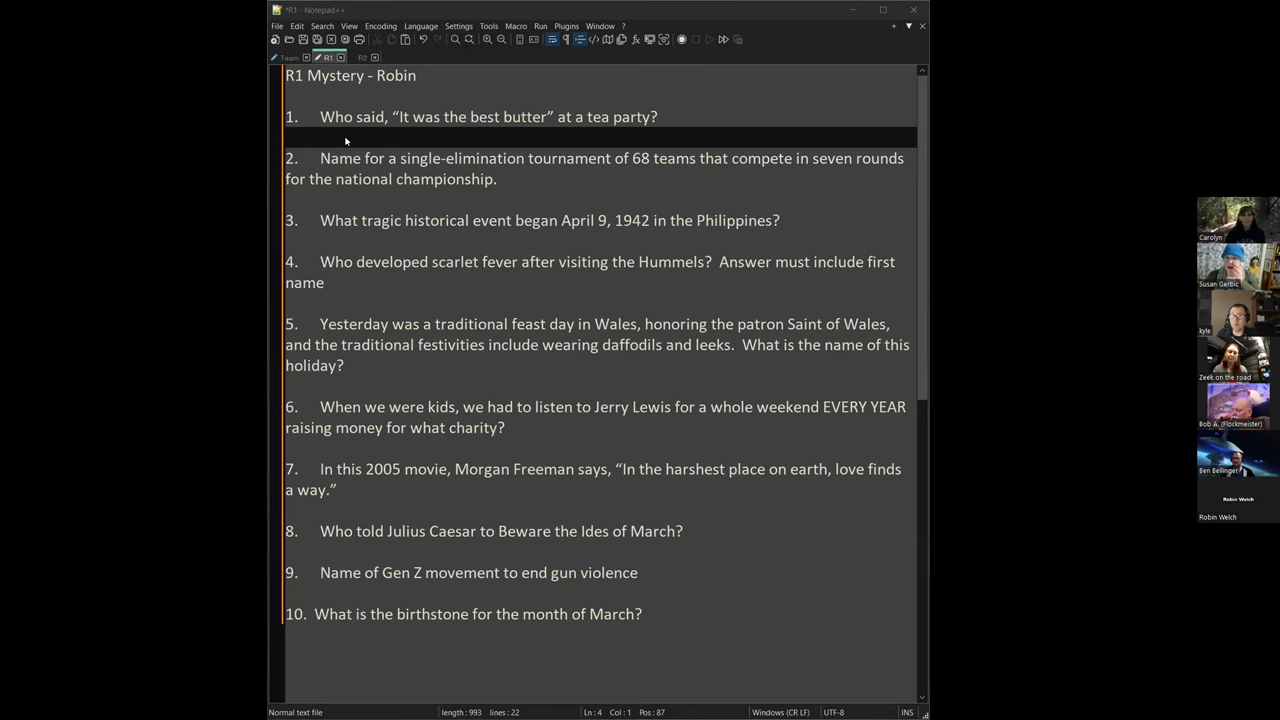 *R1 - Notepad++
File Edit Search View Encoding Language Settings Tools Macro Run Plugins Window ?
Team R1 R2
R1 Mystery - Robin
1. Who said, “It was the best butter” at a tea party?
2. Name for a single-elimination tournament of 68 teams that compete in seven rounds
for the national championship.
3. What tragic historical event began April 9, 1942 in the Philippines?
4. Who developed scarlet fever after visiting the Hummels? Answer must include first
name
5. Yesterday was a traditional feast day in Wales, honoring the patron Saint of Wales,
and the traditional festivities include wearing daffodils and leeks. What is the name of this
holiday?
6. When we were kids, we had to listen to Jerry Lewis for a whole weekend EVERY YEAR
raising money for what charity?
7. In this 2005 movie, Morgan Freeman says, “In the harshest place on earth, love finds
a way.”
8. Who told Julius Caesar to Beware the Ides of March?
9. Name of Gen Z movement to end gun violence
10. What is the birthstone for the month of March?
Normal text file length: 993 lines: 22 Ln: 4 Col: 1 Pos: 87 Windows (CR LF) UTF-8 INS
Carolyn
Susan Gerbic
kyle
Zeek on the road
Bob A. (Flockmeister)
Ben Bellinger
Robin Welch
Robin Welch